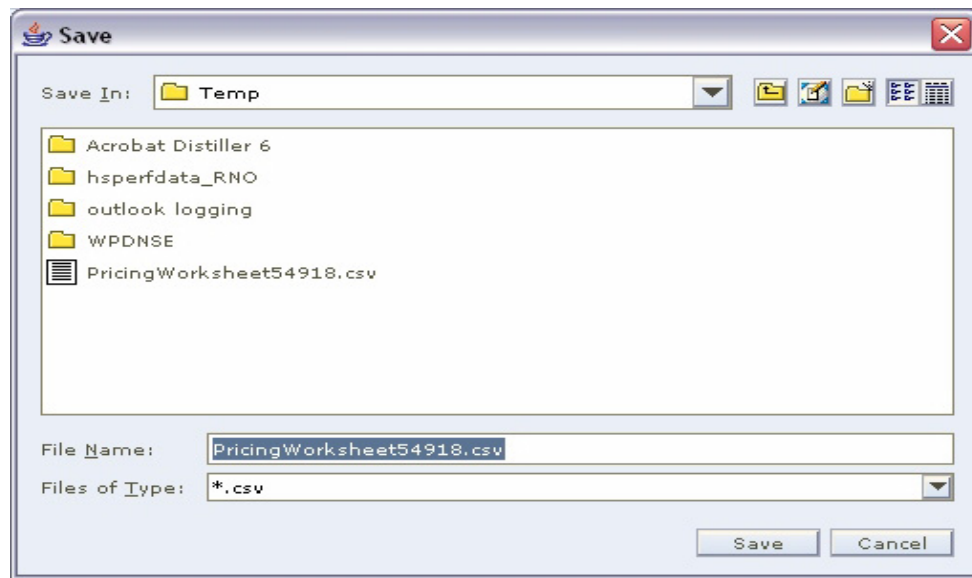 Save
Save In: Temp
Acrobat Distiller 6
hsperfdata_RNO
outlook logging
WPDNSE
PricingWorksheet54918.csv
File Name: PricingWorksheet54918.csv
Files of Type: *.csv
Save Cancel